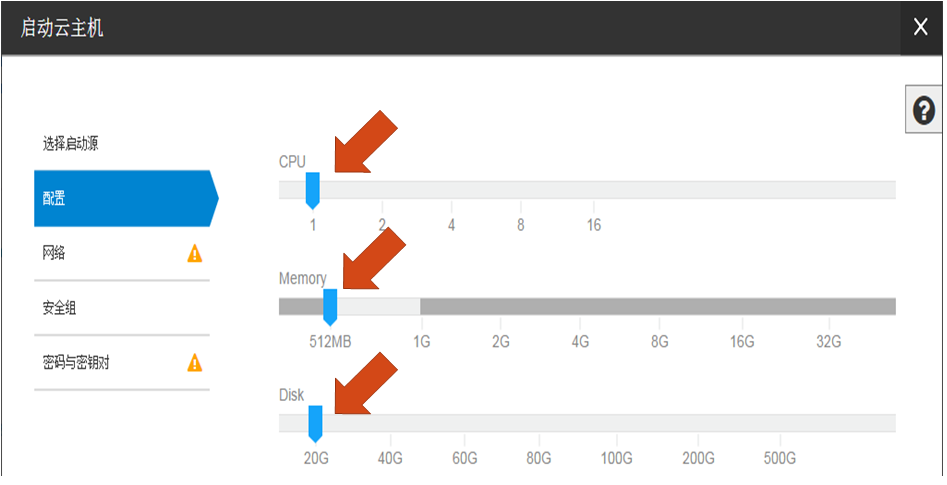 启动云主机
X
?
选择启动源
配置
网络
安全组
密码与密钥对
CPU
1 2 4 8 16
Memory
512MB 1G 2G 4G 8G 16G 32G
Disk
20G 40G 60G 80G 100G 200G 500G